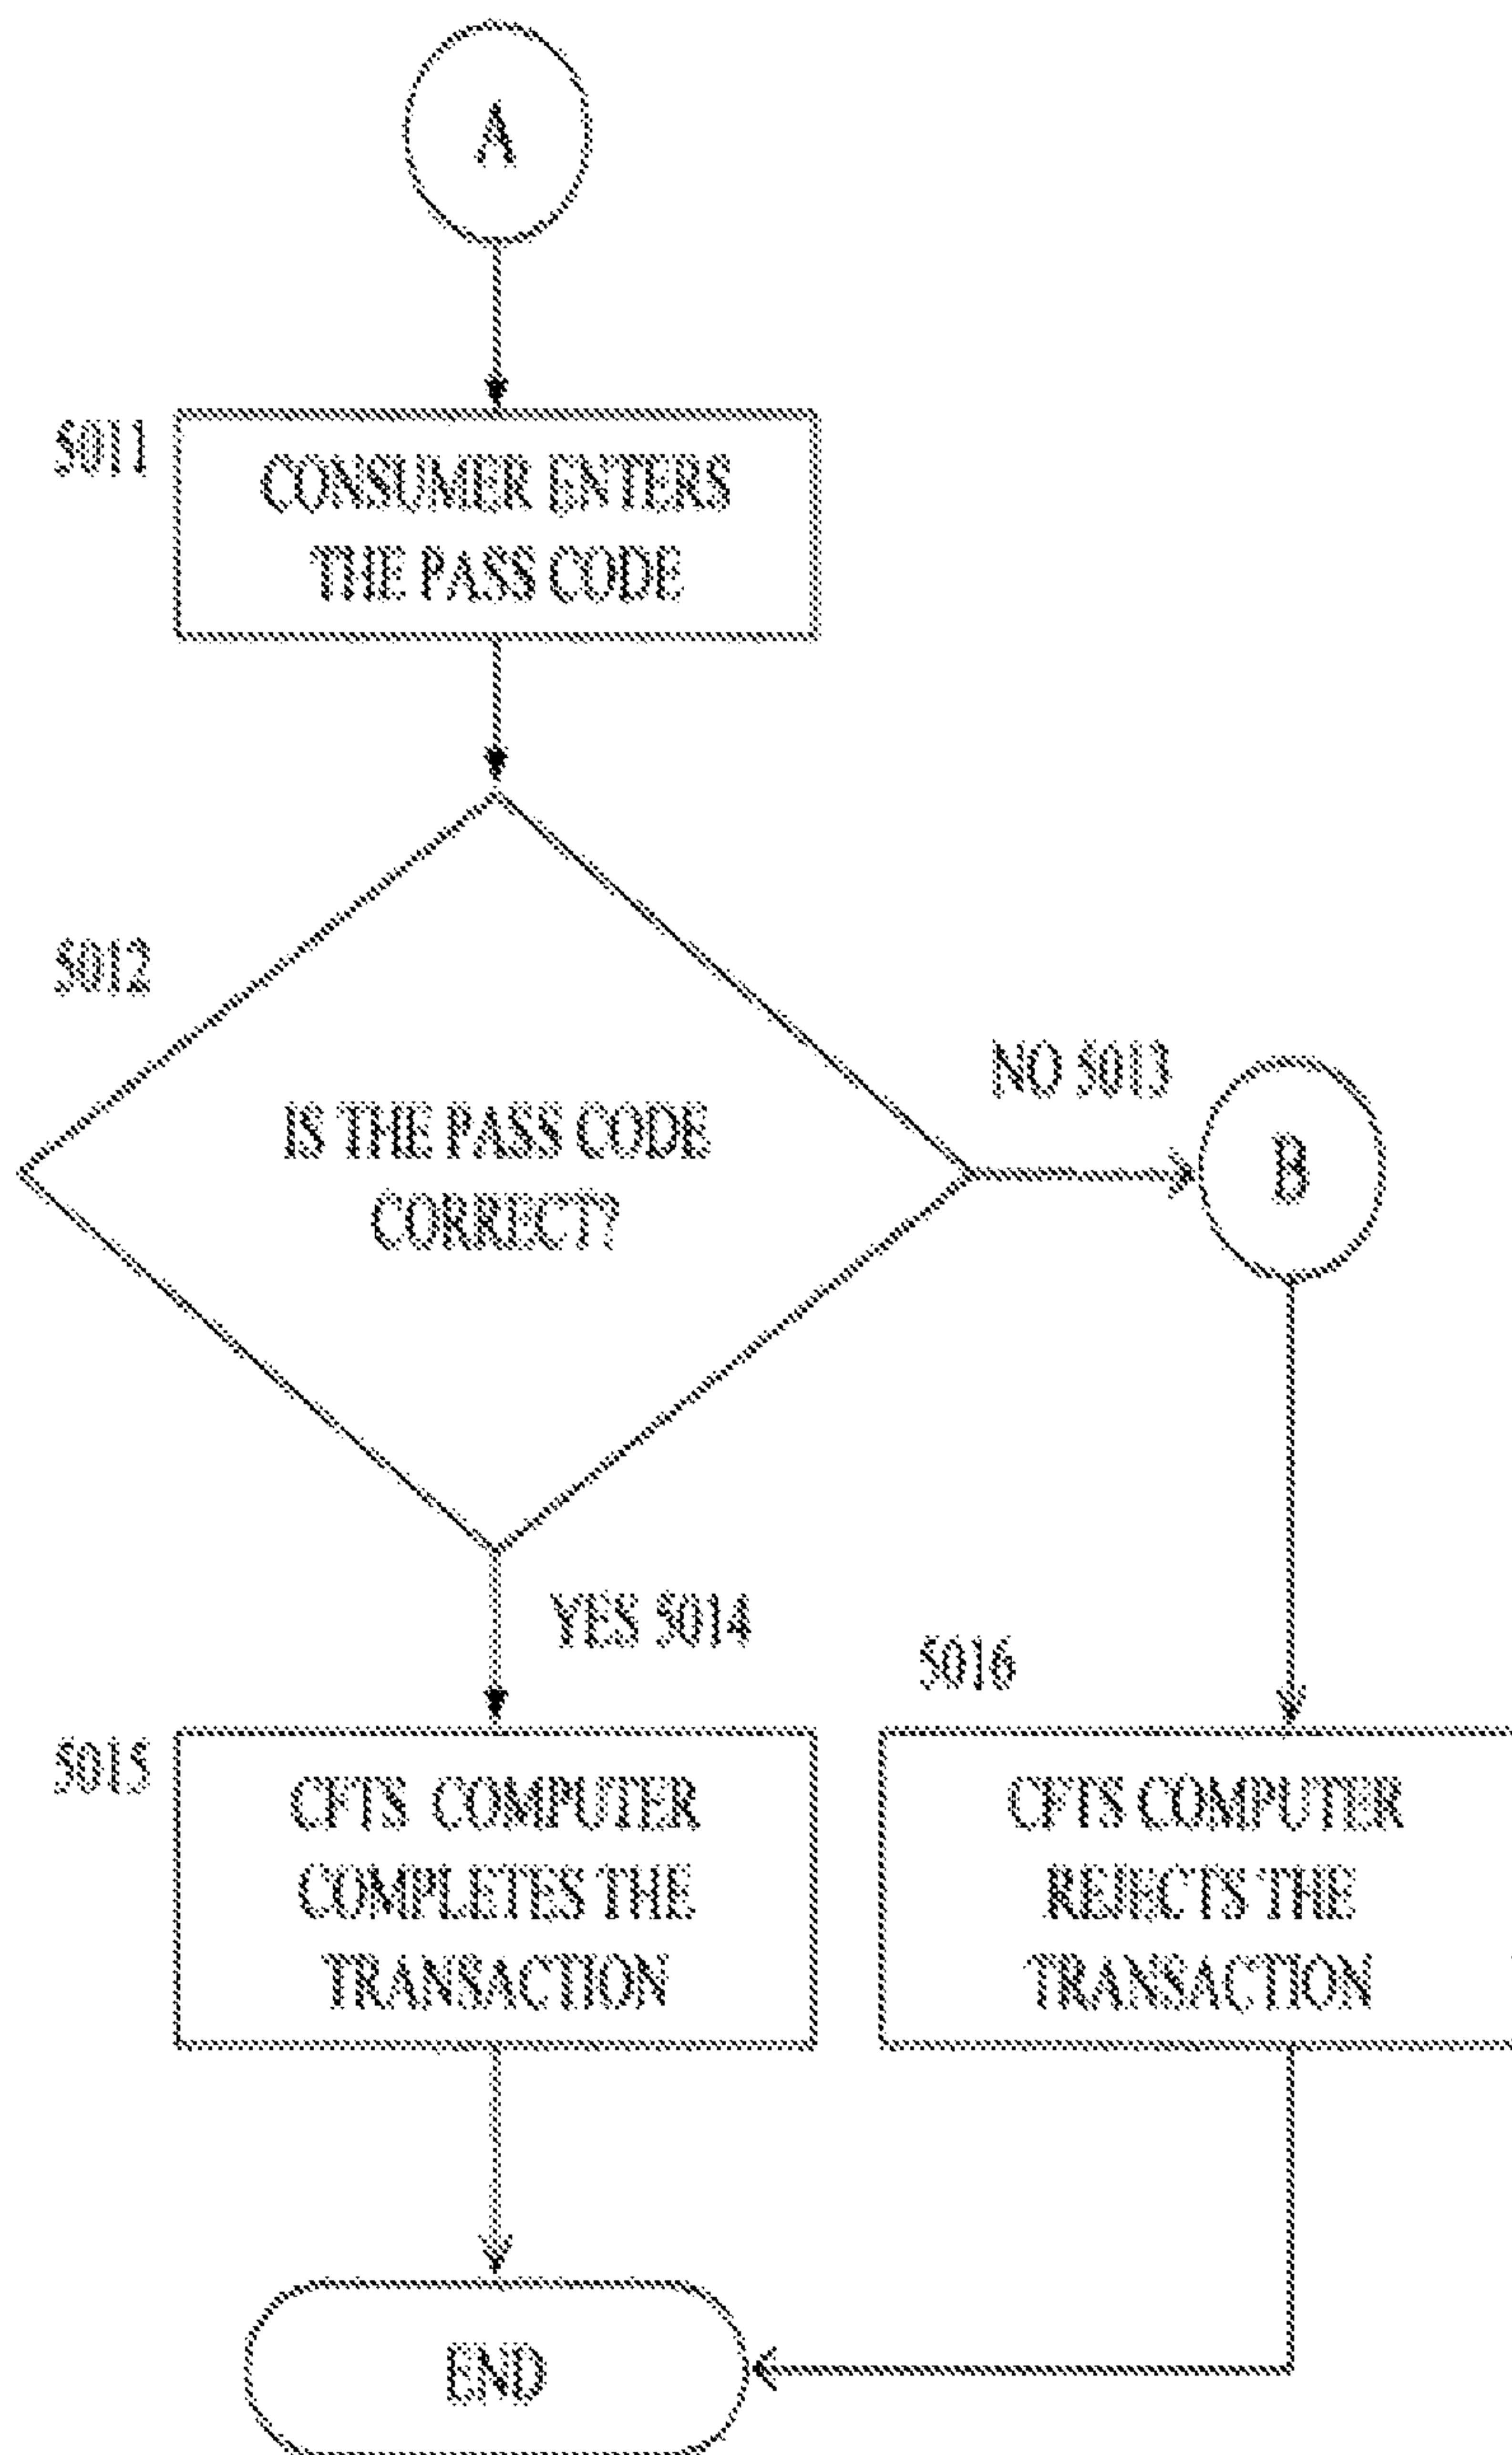 A
5011
CONSUMER ENTERS
THE PASS CODE
5012
IS THE PASS CODE
CORRECT?
NO 5013
B
YES 5014
5015
CFTS COMPUTER
COMPLETES THE
TRANSACTION
5016
CFTS COMPUTER
REJECTS THE
TRANSACTION
END